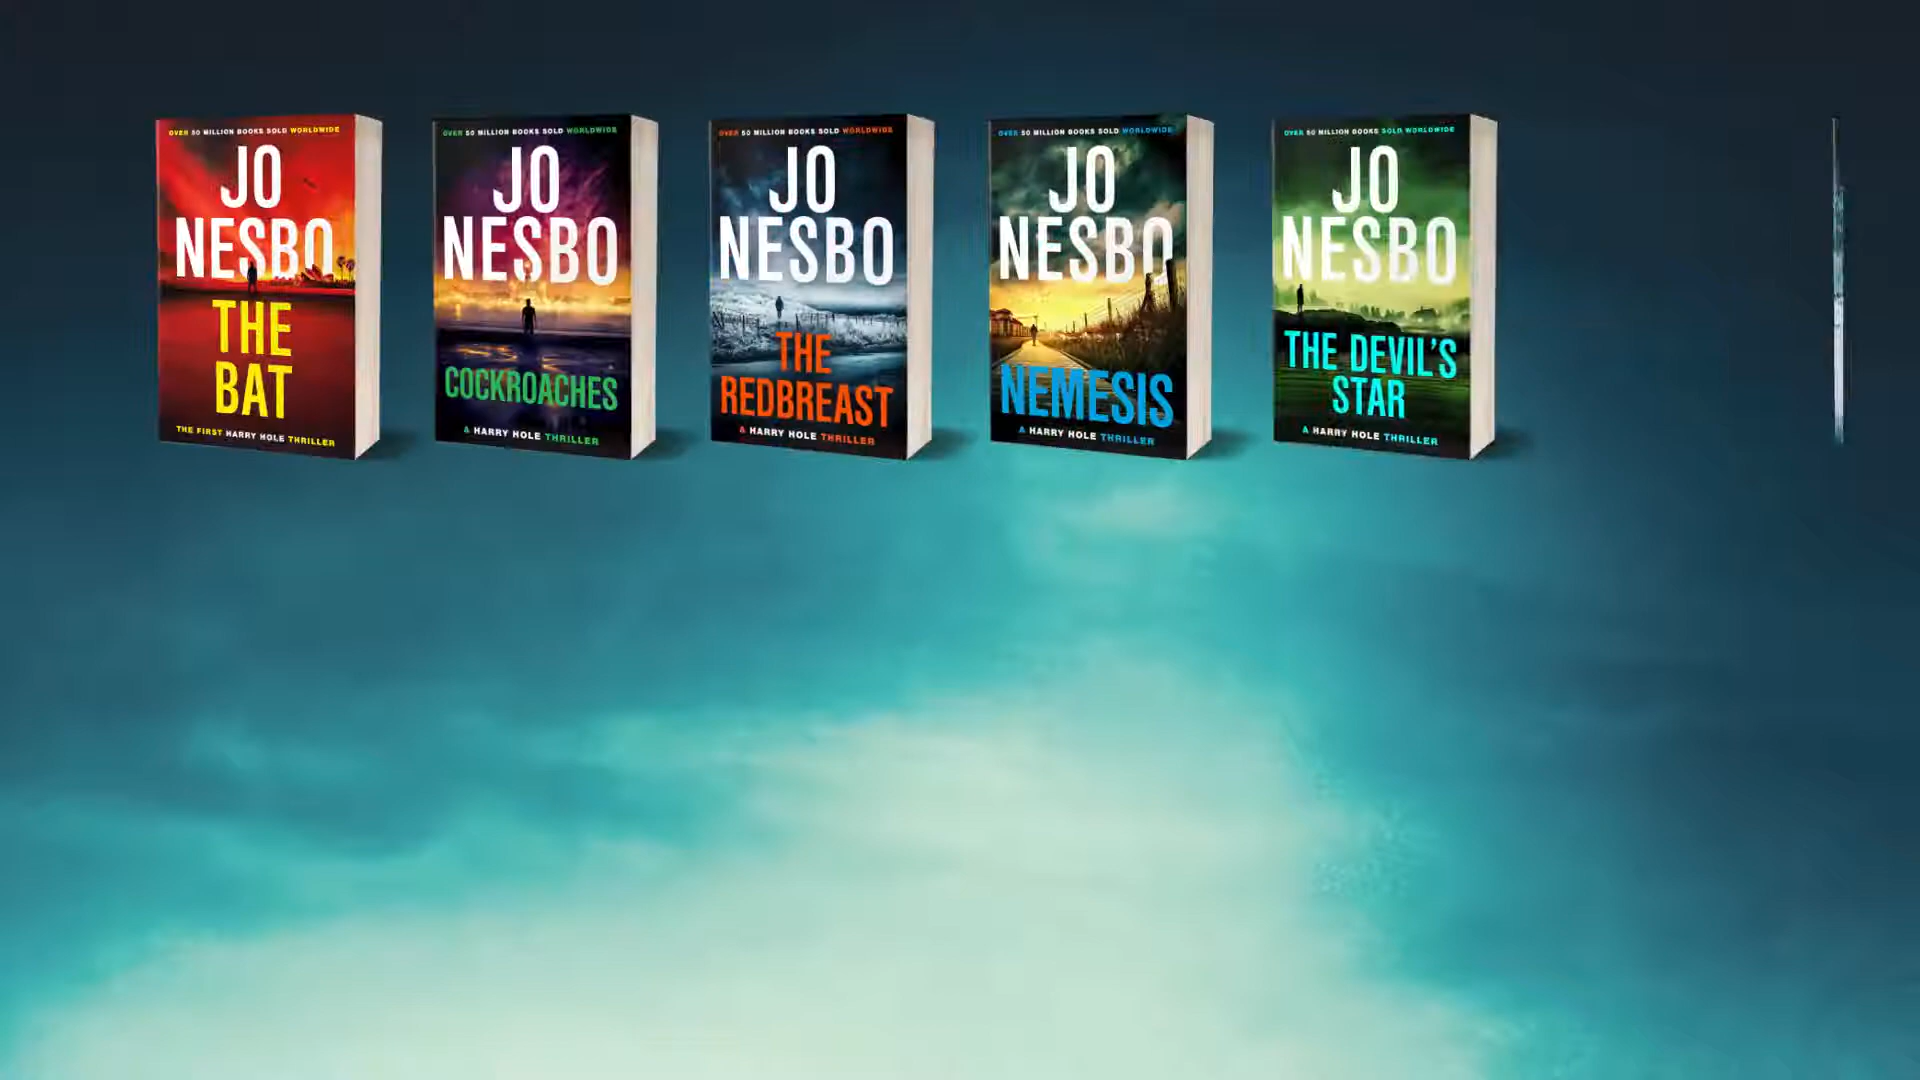 OVER 50 MILLION BOOKS SOLD WORLDWIDE
JO
NESBO
THE
BAT
THE FIRST HARRY HOLE THRILLER
OVER 50 MILLION BOOKS SOLD WORLDWIDE
JO
NESBO
COCKROACHES
A HARRY HOLE THRILLER
OVER 50 MILLION BOOKS SOLD WORLDWIDE
JO
NESBO
THE
REDBREAST
A HARRY HOLE THRILLER
OVER 50 MILLION BOOKS SOLD WORLDWIDE
JO
NESBO
NEMESIS
A HARRY HOLE THRILLER
OVER 50 MILLION BOOKS SOLD WORLDWIDE
JO
NESBO
THE DEVIL'S
STAR
A HARRY HOLE THRILLER